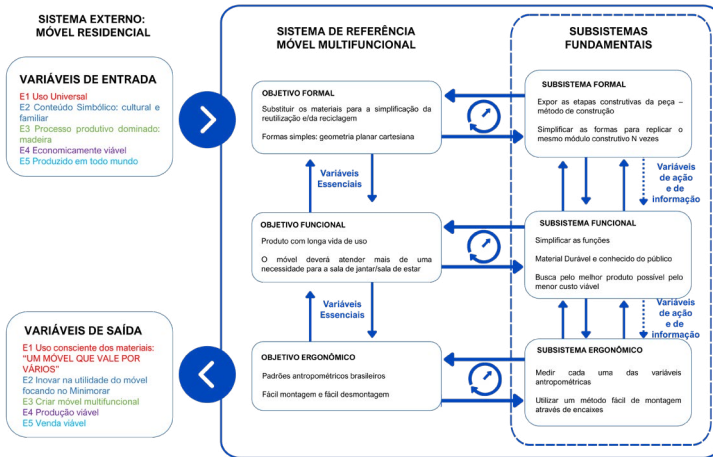 SISTEMA EXTERNO:
MÓVEL RESIDENCIAL
VARIÁVEIS DE ENTRADA
E1 Uso Universal
E2 Conteúdo Simbólico: cultural e
familiar
E3 Processo produtivo dominado:
madeira
E4 Economicamente viável
E5 Produzido em todo mundo
VARIÁVEIS DE SAÍDA
E1 Uso consciente dos materiais:
“UM MÓVEL QUE VALE POR
VÁRIOS”
E2 Inovar na utilidade do móvel
focando no Minimorar
E3 Criar móvel multifuncional
E4 Produção viável
E5 Venda viável
SISTEMA DE REFERÊNCIA
MÓVEL MULTIFUNCIONAL
OBJETIVO FORMAL
Substituir os materiais para a simplificação da
reutilização e/da reciclagem
Formas simples: geometria planar cartesiana
Variáveis
Essenciais
OBJETIVO FUNCIONAL
Produto com longa vida de uso
O móvel deverá atender mais de uma
necessidade para a sala de jantar/sala de estar
Variáveis
Essenciais
OBJETIVO ERGONÔMICO
Padrões antropométricos brasileiros
Fácil montagem e fácil desmontagem
SUBSISTEMAS
FUNDAMENTAIS
SUBSISTEMA FORMAL
Expor as etapas construtivas da peça –
método de construção
Simplificar as formas para replicar o
mesmo módulo construtivo N vezes
Variáveis
de ação
e de
informação
SUBSISTEMA FUNCIONAL
Simplificar as funções
Material Durável e conhecido do público
Busca pelo melhor produto possível pelo
menor custo viável
Variáveis
de ação
e de
informação
SUBSISTEMA ERGONÔMICO
Medir cada uma das variáveis
antropométricas
Utilizar um método fácil de montagem
através de encaixes